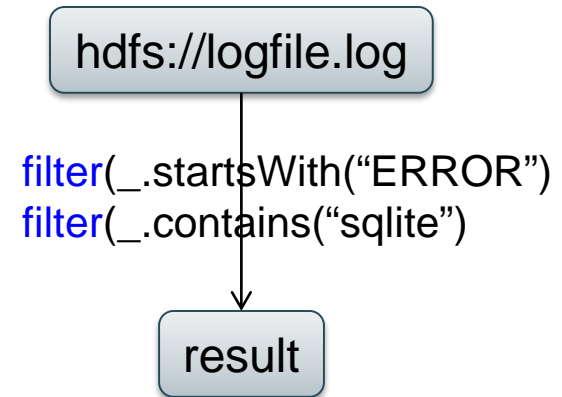 hdfs://logfile.log
filter(_.startsWith(“ERROR”)
filter(_.contains(“sqlite”)
result